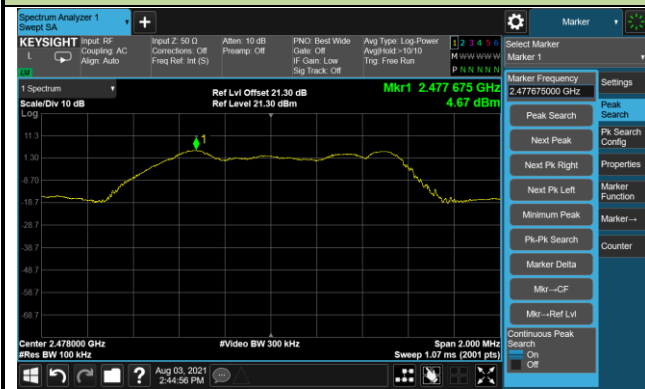 Spectrum Analyzer 1
Swept SA
+
Marker
KEYSIGHT
L
Input: RF
Coupling: AC
Align: Auto
Input Z: 50 Ω
Corrections: Off
Freq Ref: Int (S)
Atten: 10 dB
Preamp: Off
PNO: Best Wide
Gate: Off
IF Gain: Low
Sig Track: Off
Avg Type: Log-Power
Avg|Hold:>10/10
Trig: Free Run
1 2 3 4 5 6
M W W W W W
P N N N N N
Select Marker
Marker 1
1 Spectrum
Scale/Div 10 dB
Log
Ref Lvl Offset 21.30 dB
Ref Level 21.30 dBm
Mkr1 2.477 675 GHz
4.67 dBm
1
11.3
1.30
-8.70
-18.7
-28.7
-38.7
-48.7
-58.7
-68.7
Center 2.478000 GHz
#Res BW 100 kHz
#Video BW 300 kHz
Span 2.000 MHz
Sweep 1.07 ms (2001 pts)
Marker Frequency
2.477675000 GHz
Peak Search
Next Peak
Next Pk Right
Next Pk Left
Minimum Peak
Pk-Pk Search
Marker Delta
Mkr→CF
Mkr→Ref Lvl
Continuous Peak
Search
On
Off
Settings
Peak
Search
Pk Search
Config
Properties
Marker
Function
Marker→
Counter
?
Aug 03, 2021
2:44:56 PM